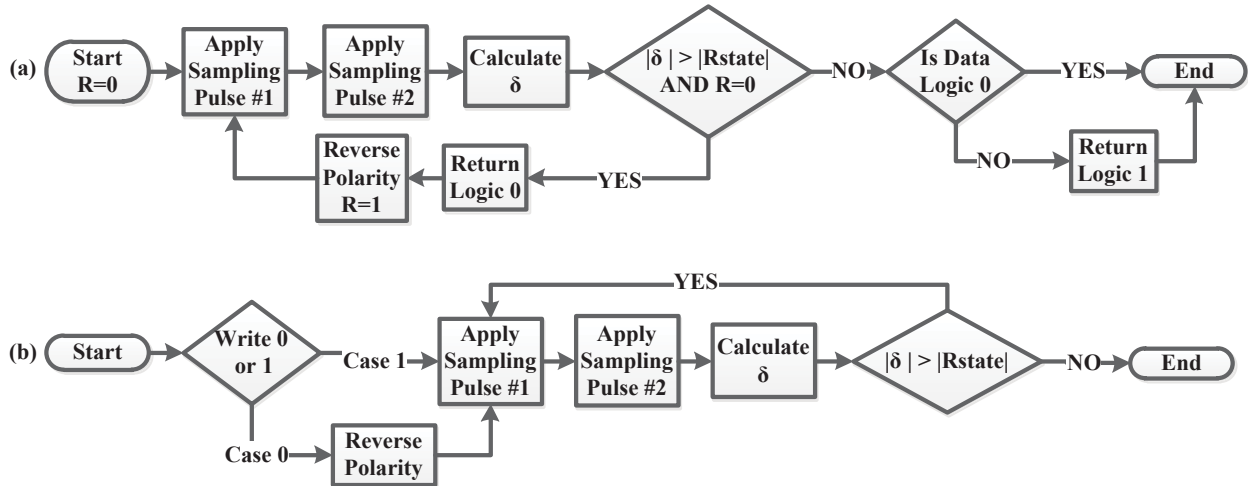 (a)
Start
R=0
Apply
Sampling
Pulse #1
Apply
Sampling
Pulse #2
Calculate
δ
|δ | > |Rstate|
AND R=0
NO
Is Data
Logic 0
YES
End
Reverse
Polarity
R=1
Return
Logic 0
YES
NO
Return
Logic 1
(b)
Start
Write 0
or 1
Case 1
Apply
Sampling
Pulse #1
Apply
Sampling
Pulse #2
Calculate
δ
|δ | > |Rstate|
YES
NO
End
Case 0
Reverse
Polarity